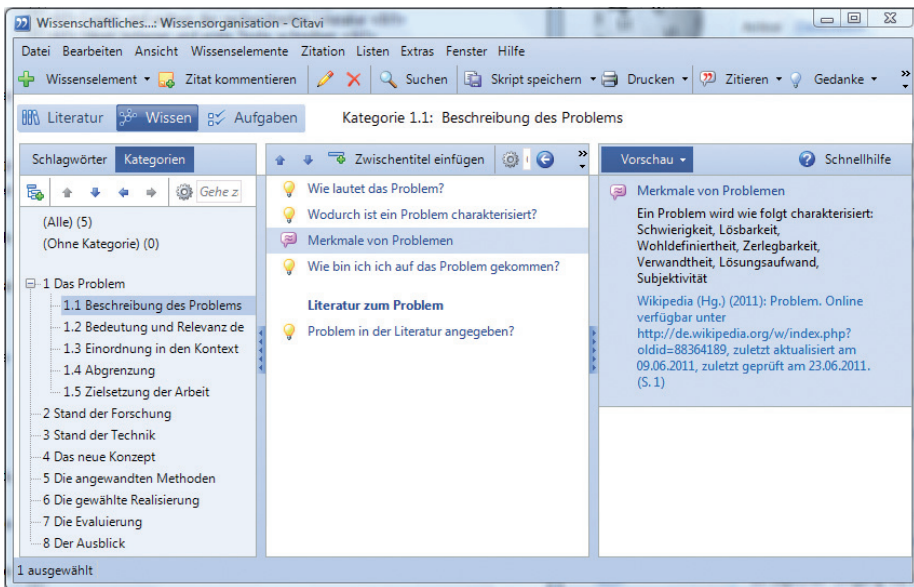 Wissenschaftliches...: Wissensorganisation - Citavi
Datei Bearbeiten Ansicht Wissenselemente Zitation Listen Extras Fenster Hilfe
Wissenselement Zitat kommentieren Suchen Skript speichern Drucken Zitieren Gedanke
Literatur Wissen Aufgaben Kategorie 1.1: Beschreibung des Problems
Schlagwörter Kategorien
Gehe z
(Alle) (5)
(Ohne Kategorie) (0)
1 Das Problem
1.1 Beschreibung des Problems
1.2 Bedeutung und Relevanz de
1.3 Einordnung in den Kontext
1.4 Abgrenzung
1.5 Zielsetzung der Arbeit
2 Stand der Forschung
3 Stand der Technik
4 Das neue Konzept
5 Die angewandten Methoden
6 Die gewählte Realisierung
7 Die Evaluierung
8 Der Ausblick
Zwischentitel einfügen
Wie lautet das Problem?
Wodurch ist ein Problem charakterisiert?
Merkmale von Problemen
Wie bin ich ich auf das Problem gekommen?
Literatur zum Problem
Problem in der Literatur angegeben?
Vorschau Schnellhilfe
Merkmale von Problemen
Ein Problem wird wie folgt charakterisiert:
Schwierigkeit, Lösbarkeit,
Wohldefiniertheit, Zerlegbarkeit,
Verwandtheit, Lösungsaufwand,
Subjektivität
Wikipedia (Hg.) (2011): Problem. Online
verfügbar unter
http://de.wikipedia.org/w/index.php?
oldid=88364189, zuletzt aktualisiert am
09.06.2011, zuletzt geprüft am 23.06.2011.
(S. 1)
1 ausgewählt